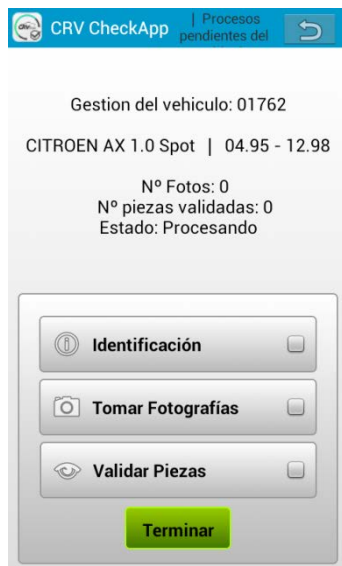 CRV CheckApp
| Procesos
pendientes del
Gestion del vehiculo: 01762
CITROEN AX 1.0 Spot | 04.95 - 12.98
Nº Fotos: 0
Nº piezas validadas: 0
Estado: Procesando
Identificación
Tomar Fotografías
Validar Piezas
Terminar